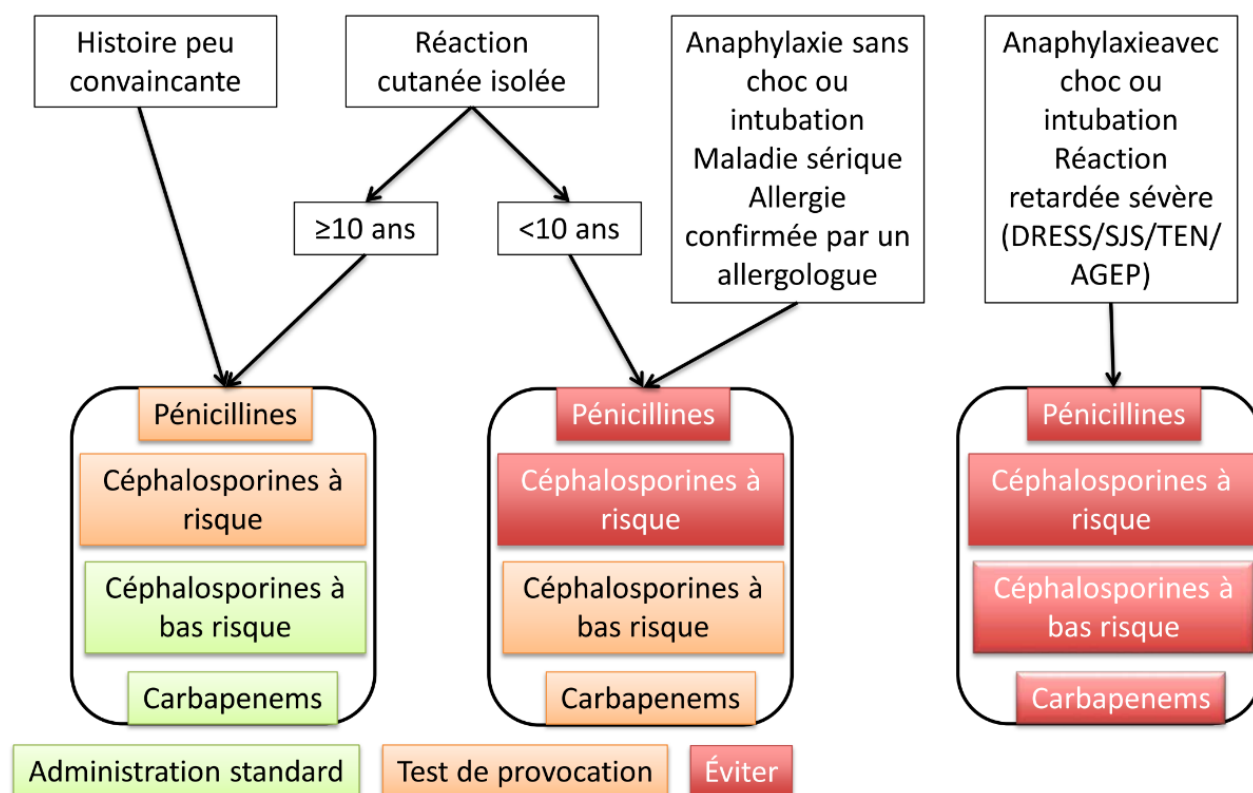 Histoire peu
convaincante
Réaction
cutanée isolée
Anaphylaxie sans
choc ou
intubation
Maladie sérique
Allergie
confirmée par un
allergologue
Anaphylaxieavec
choc ou
intubation
Réaction
retardée sévère
(DRESS/SJS/TEN/
AGEP)
≥10 ans
<10 ans
Pénicillines
Céphalosporines à
risque
Céphalosporines à
bas risque
Carbapenems
Pénicillines
Céphalosporines à
risque
Céphalosporines à
bas risque
Carbapenems
Pénicillines
Céphalosporines à
risque
Céphalosporines à
bas risque
Carbapenems
Administration standard
Test de provocation
Éviter